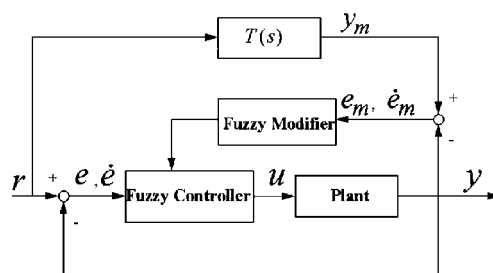 T(s)
y_m
e_m, ė_m
+
-
Fuzzy Modifier
r
+
e, ė
-
Fuzzy Controller
u
Plant
y